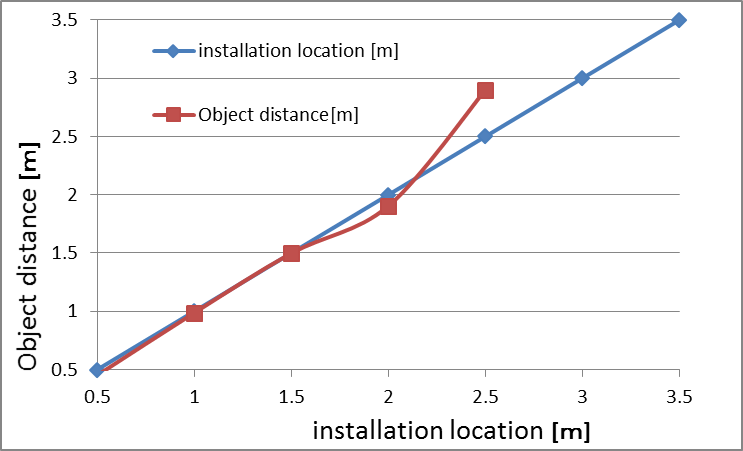 3.5
3
2.5
2
1.5
1
0.5
installation location [m]
Object distance[m]
Object distance [m]
0.5 1 1.5 2 2.5 3 3.5
installation location [m]